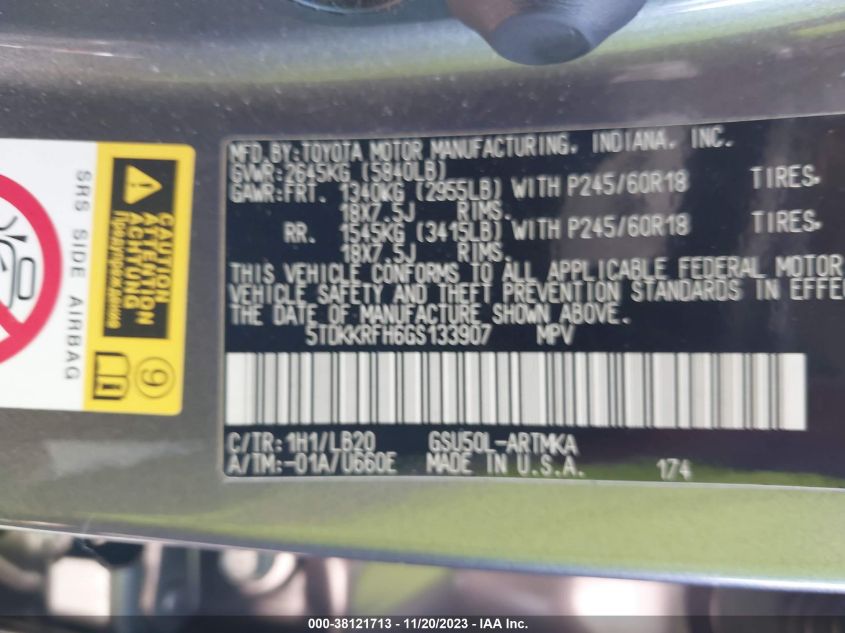 MFD.BY:TOYOTA MOTOR MANUFACTURING, INDIANA, INC.
GVWR:2645KG (5840LB)
GAWR:FRT. 1340KG (2955LB) WITH P245/60R18 TIRES,
18X7.5J RIMS.
RR. 1545KG (3415LB) WITH P245/60R18 TIRES,
18X7.5J RIMS.
THIS VEHICLE CONFORMS TO ALL APPLICABLE FEDERAL MOTOR
VEHICLE SAFETY AND THEFT PREVENTION STANDARDS IN EFFE
THE DATE OF MANUFACTURE SHOWN ABOVE.
5TDKKRFH6GS133907 MPV
C/TR:1H1/LB20 GSU50L-ARTMKA
A/TM:-01A/U660E MADE IN U.S.A. 174
SRS SIDE AIRBAG
CAUTION
ATTENTION
ACHTUNG
Предупреждение
9
000-38121713 - 11/20/2023 - IAA Inc.